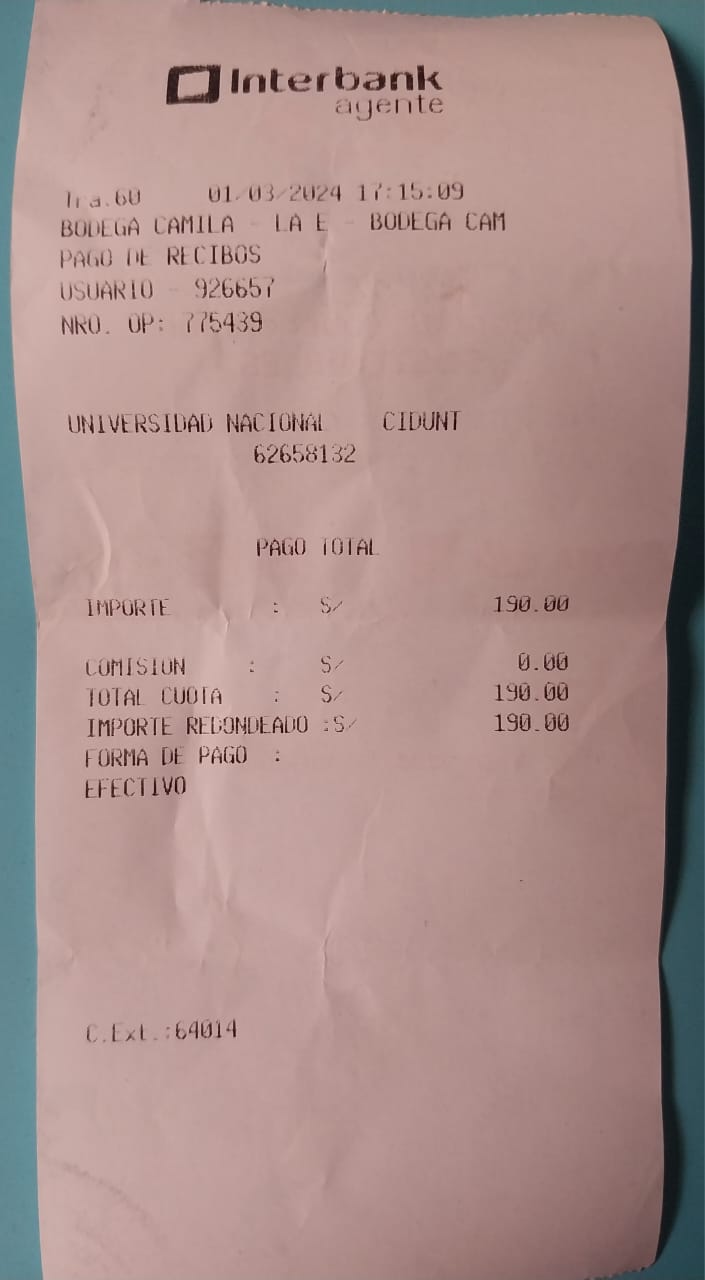 Interbank
agente
Tra.60 01/03/2024 17:15:09
BODEGA CAMILA - LA E - BODEGA CAM
PAGO DE RECIBOS
USUARIO - 926657
NRO. OP: 775439
UNIVERSIDAD NACIONAL CIDUNT
62658132
PAGO TOTAL
IMPORTE : S/ 190.00
COMISION : S/ 0.00
TOTAL CUOTA : S/ 190.00
IMPORTE REDONDEADO :S/ 190.00
FORMA DE PAGO :
EFECTIVO
C.Ext.:64014